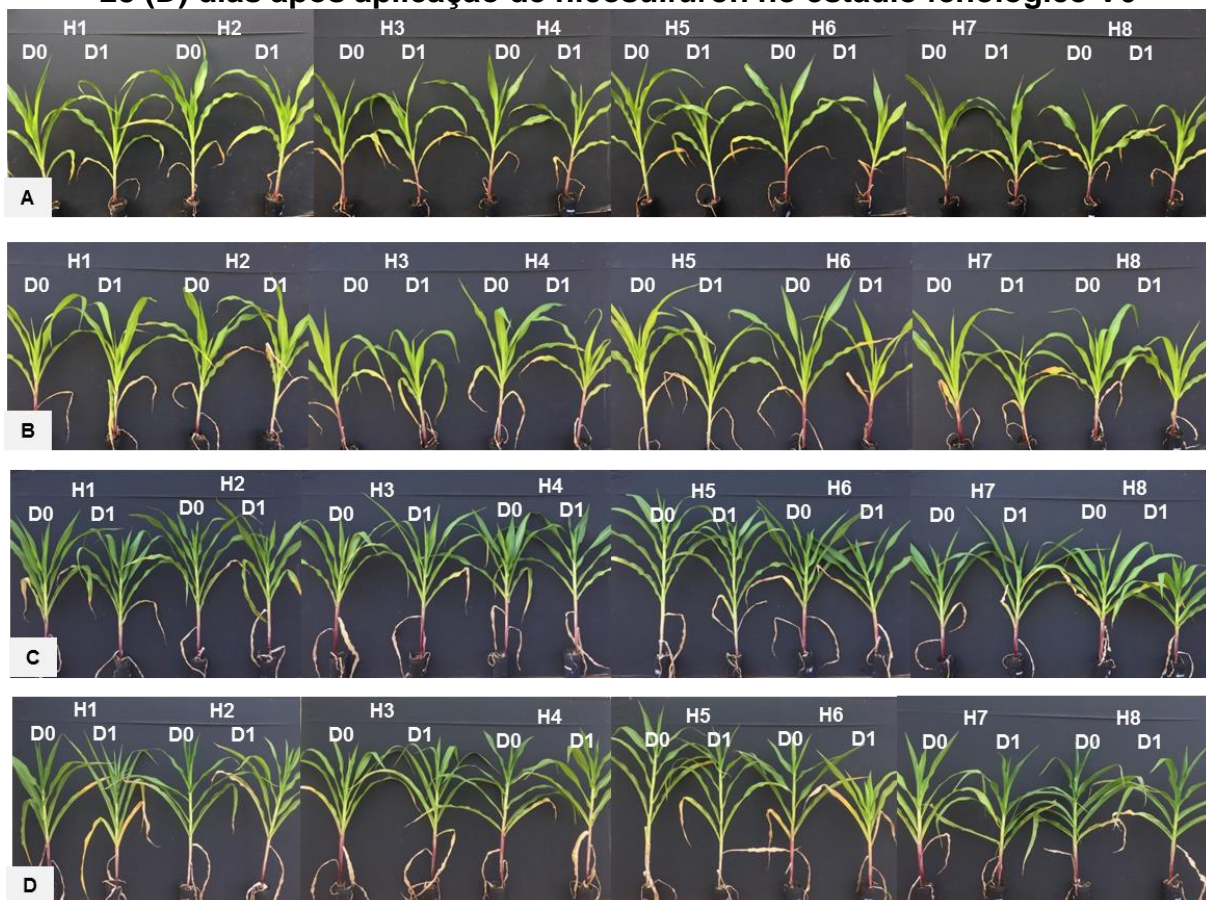 (D) dias após aplicação de nicossulfuron no estádio fenológico
H1 H2 H3 H4 H5 H6 H7 H8
D0 D1 D0 D1 D0 D1 D0 D1 D0 D1 D0 D1 D0 D1 D0 D1
A
H1 H2 H3 H4 H5 H6 H7 H8
D0 D1 D0 D1 D0 D1 D0 D1 D0 D1 D0 D1 D0 D1 D0 D1
B
H1 H2 H3 H4 H5 H6 H7 H8
D0 D1 D0 D1 D0 D1 D0 D1 D0 D1 D0 D1 D0 D1 D0 D1
C
H1 H2 H3 H4 H5 H6 H7 H8
D0 D1 D0 D1 D0 D1 D0 D1 D0 D1 D0 D1 D0 D1 D0 D1
D